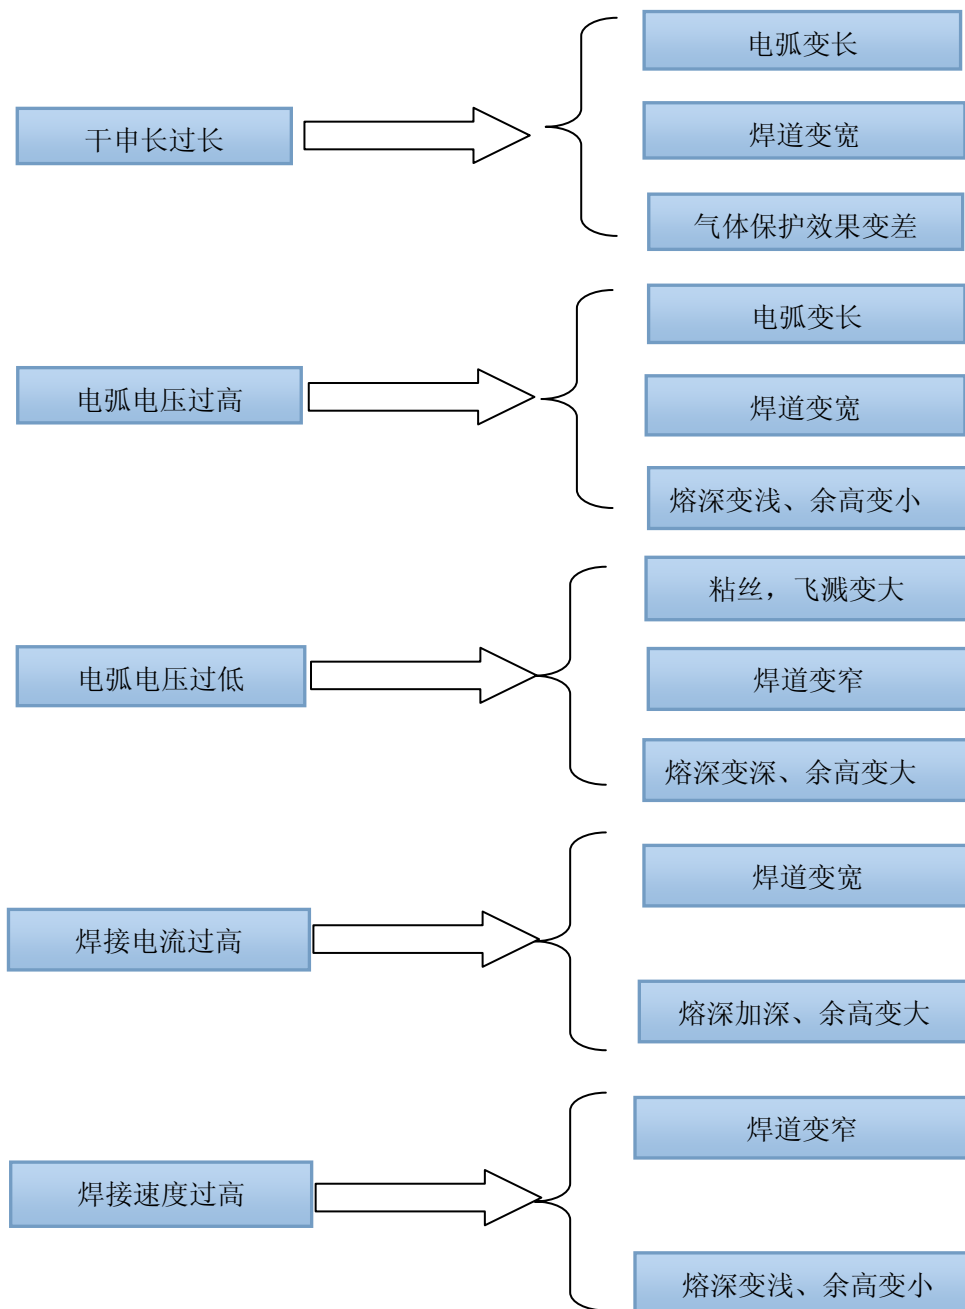 干申长过长
电弧变长
焊道变宽
气体保护效果变差
电弧电压过高
电弧变长
焊道变宽
熔深变浅、余高变小
电弧电压过低
粘丝，飞溅变大
焊道变窄
熔深变深、余高变大
焊接电流过高
焊道变宽
熔深加深、余高变大
焊接速度过高
焊道变窄
熔深变浅、余高变小